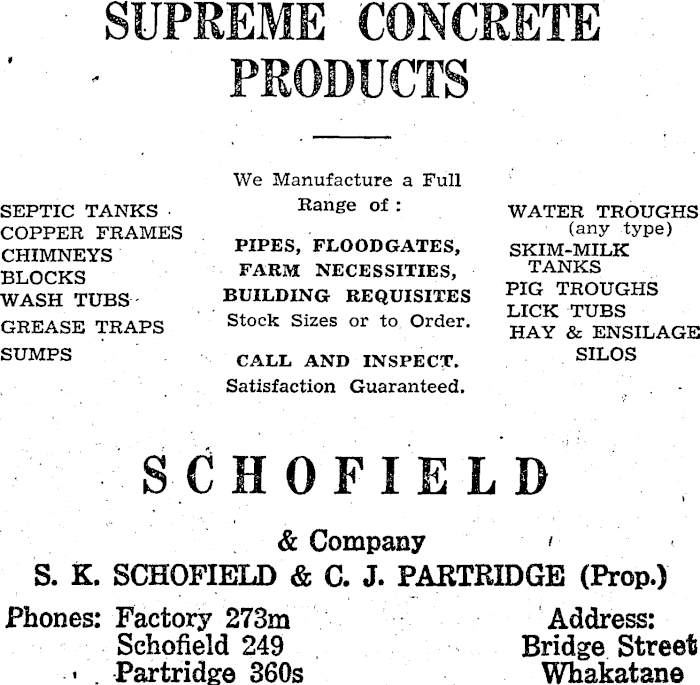 SUPREME CONCRETE
PRODUCTS
We Manufacture a Full
Range of :
PIPES, FLOODGATES,
FARM NECESSITIES,
BUILDING REQUISITES
Stock Sizes or to Order.
CALL AND INSPECT.
Satisfaction Guaranteed.
SEPTIC TANKS
COPPER FRAMES
CHIMNEYS
BLOCKS
WASH TUBS
GREASE TRAPS
SUMPS
WATER TROUGHS
(any type)
SKIM-MILK
TANKS
PIG TROUGHS
LICK TUBS
HAY & ENSILAGE
SILOS
SCHOFIELD
& Company
S. K. SCHOFIELD & C. J. PARTRIDGE (Prop.)
Phones: Factory 273m
Schofield 249
Partridge 360s
Address:
Bridge Street
Whakatane